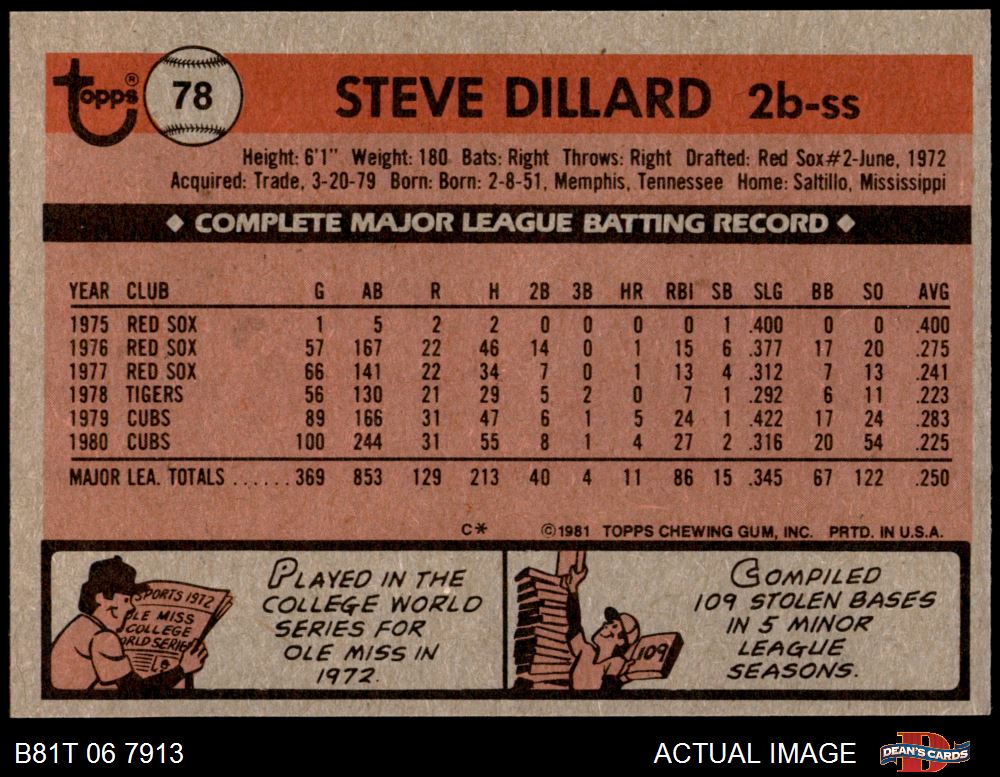 topps®
78
STEVE DILLARD 2b-ss
Height: 6'1" Weight: 180 Bats: Right Throws: Right Drafted: Red Sox#2-June, 1972
Acquired: Trade, 3-20-79 Born: Born: 2-8-51, Memphis, Tennessee Home: Saltillo, Mississippi
◆ COMPLETE MAJOR LEAGUE BATTING RECORD ◆
YEAR CLUB G AB R H 2B 3B HR RBI SB SLG BB SO AVG
1975 RED SOX 1 5 2 2 0 0 0 0 1 .400 0 0 .400
1976 RED SOX 57 167 22 46 14 0 1 15 6 .377 17 20 .275
1977 RED SOX 66 141 22 34 7 0 1 13 4 .312 7 13 .241
1978 TIGERS 56 130 21 29 5 2 0 7 1 .292 6 11 .223
1979 CUBS 89 166 31 47 6 1 5 24 1 .422 17 24 .283
1980 CUBS 100 244 31 55 8 1 4 27 2 .316 20 54 .225
MAJOR LEA. TOTALS ......369 853 129 213 40 4 11 86 15 .345 67 122 .250
C* ©1981 TOPPS CHEWING GUM, INC. PRTD. IN U.S.A.
SPORTS 1972
OLE MISS
COLLEGE
WORLD SERIES
PLAYED IN THE
COLLEGE WORLD
SERIES FOR
OLE MISS IN
1972.
109
COMPILED
109 STOLEN BASES
IN 5 MINOR
LEAGUE
SEASONS.
B81T 06 7913
ACTUAL IMAGE
DEAN'S CARDS